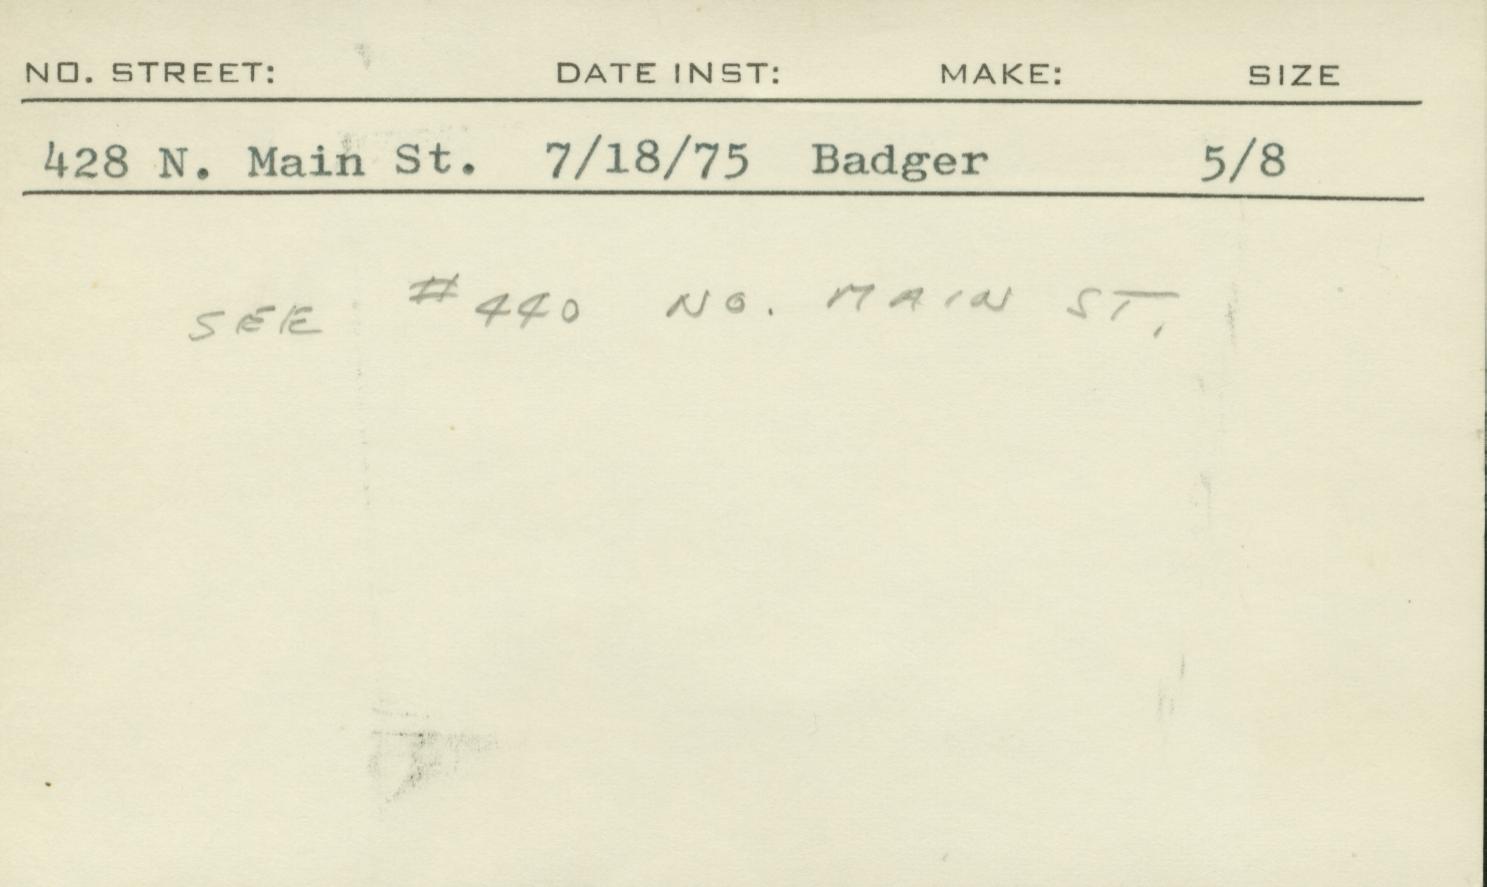 NO. STREET: DATE INST: MAKE: SIZE
428 N. Main St. 7/18/75 Badger 5/8
SEE #440 NO. MAIN ST.